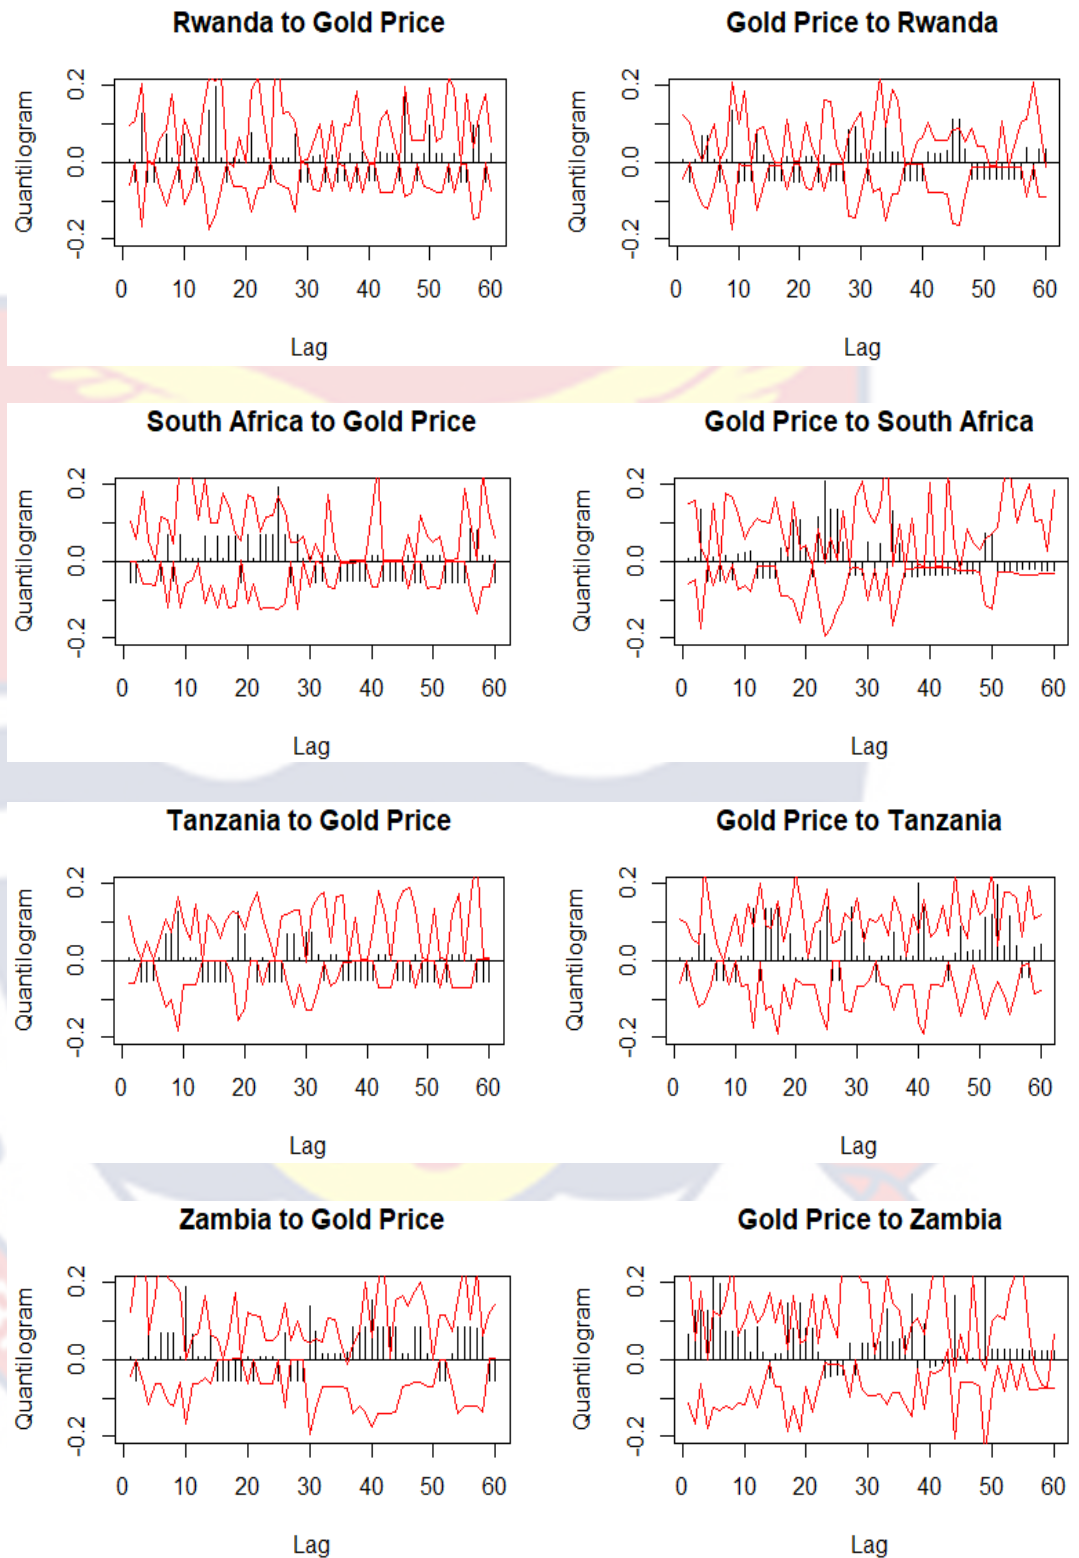 Rwanda to Gold Price
Gold Price to Rwanda
Quantilogram
0.2
0.0
-0.2
0 10 20 30 40 50 60
Lag
Quantilogram
0.2
0.0
-0.2
0 10 20 30 40 50 60
Lag
South Africa to Gold Price
Gold Price to South Africa
Quantilogram
0.2
0.0
-0.2
0 10 20 30 40 50 60
Lag
Quantilogram
0.2
0.0
-0.2
0 10 20 30 40 50 60
Lag
Tanzania to Gold Price
Gold Price to Tanzania
Quantilogram
0.2
0.0
-0.2
0 10 20 30 40 50 60
Lag
Quantilogram
0.2
0.0
-0.2
0 10 20 30 40 50 60
Lag
Zambia to Gold Price
Gold Price to Zambia
Quantilogram
0.2
0.0
-0.2
0 10 20 30 40 50 60
Lag
Quantilogram
0.2
0.0
-0.2
0 10 20 30 40 50 60
Lag